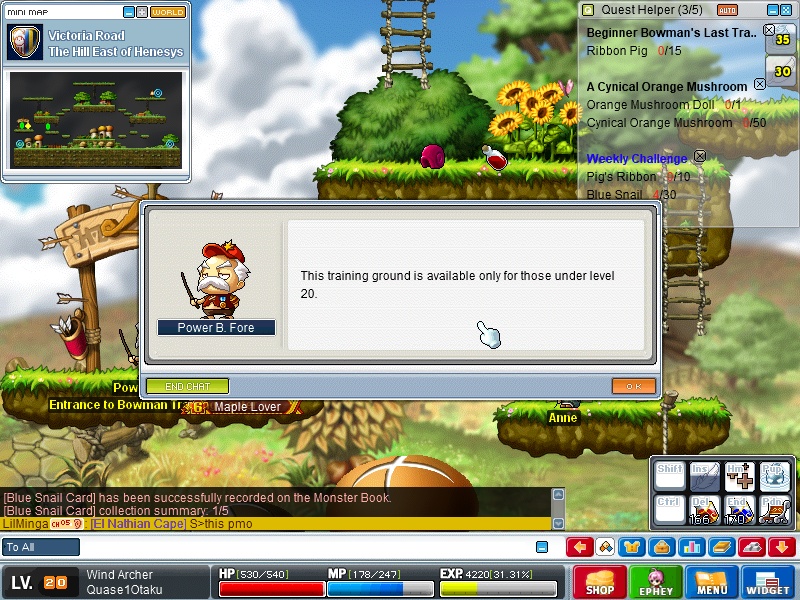 MINI MAP
WORLD
Victoria Road
The Hill East of Henesys
Quest Helper (3/5)
AUTO
Beginner Bowman's Last Tra..
Ribbon Pig 0/15
A Cynical Orange Mushroom
Orange Mushroom Doll 0/1
Cynical Orange Mushroom 0/50
Weekly Challenge
Pig's Ribbon /10
Blue Snail 4/30
35
30
This training ground is available only for those under level
20.
Power B. Fore
END CHAT
OK
Pow
Entrance to Bowman Tr
Maple Lover
Anne
[Blue Snail Card] has been successfully recorded on the Monster Book.
[Blue Snail Card] collection summary: 1/5
LilMinga CH05 : [El Nathian Cape] S>this pmo
Shift Ins Hm Pup
Ctrl Del End Pdn
166 170
To All
LV. 20
Wind Archer
Quase1Otaku
HP[530/540] MP[178/247] EXP 4220[31.31%]
SHOP
EPHEY
MENU
WIDGET